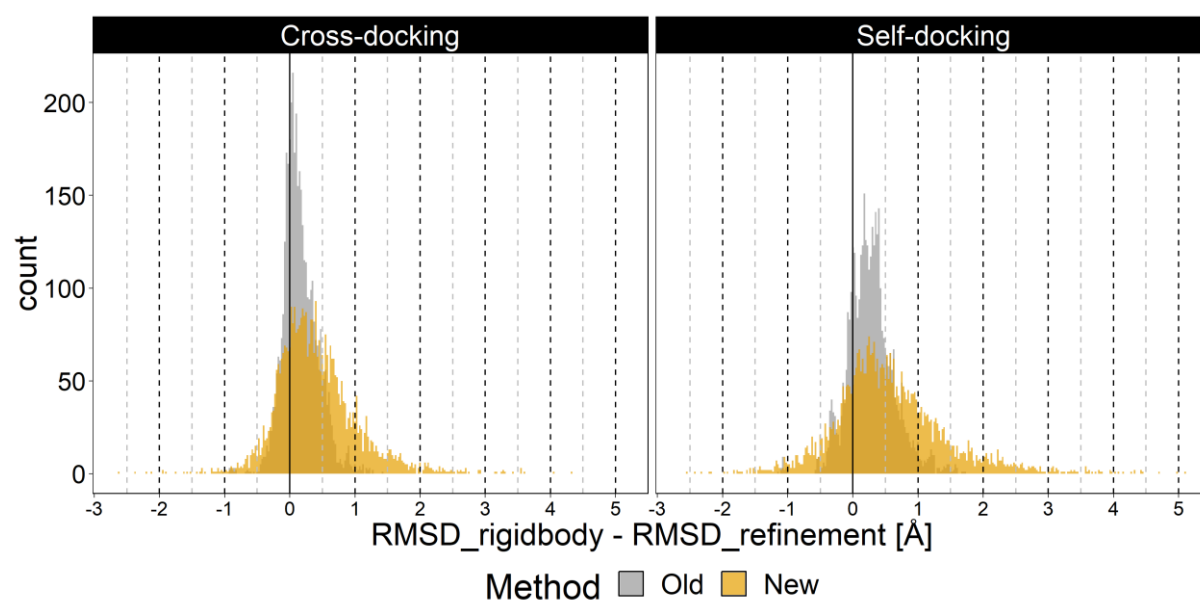 Cross-docking Self-docking
200
150
100
50
0
count
-3 -2 -1 0 1 2 3 4 5 -3 -2 -1 0 1 2 3 4 5
RMSD_rigidbody - RMSD_refinement [Å]
Method Old New